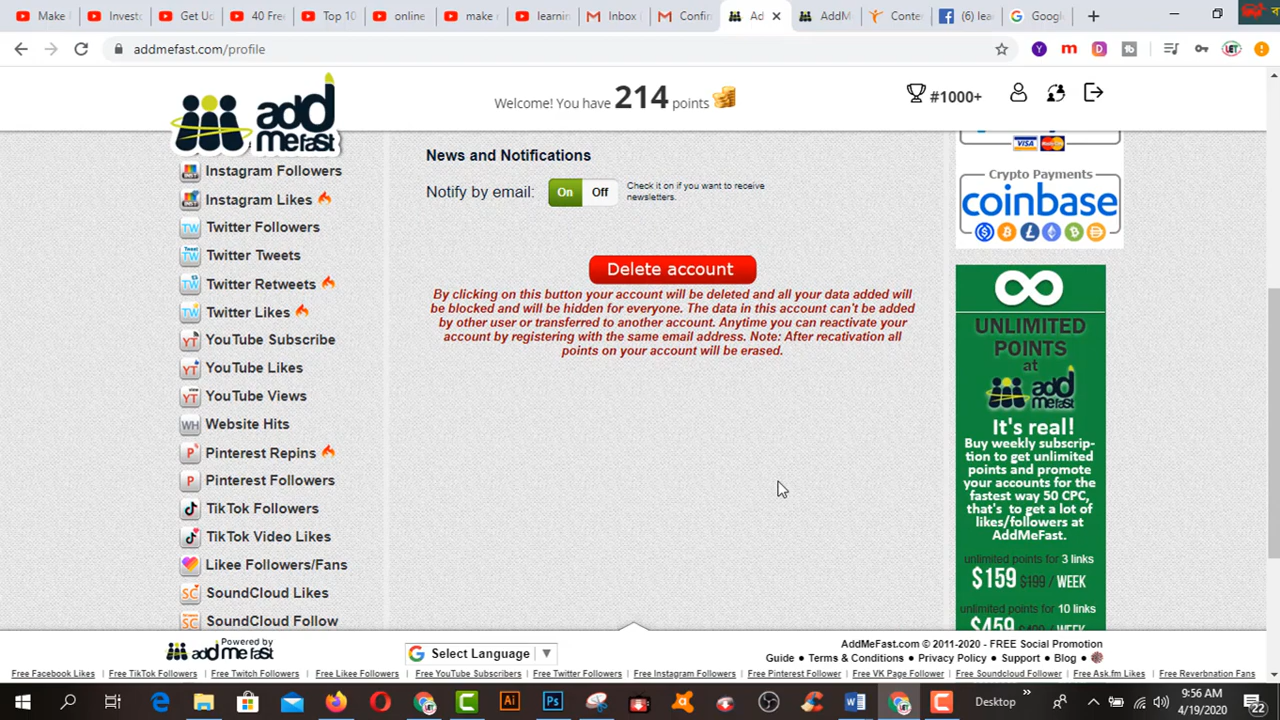 Make
Investo
Get Ud
40 Fre
Top 10
online
make
learnin
Inbox
Confir
Ad
AddM
Conte
(6) lea
Googl
addmefast.com/profile
add me fast
Welcome! You have 214 points
#1000+
Instagram Followers
Instagram Likes
Twitter Followers
Twitter Tweets
Twitter Retweets
Twitter Likes
YouTube Subscribe
YouTube Likes
YouTube Views
Website Hits
Pinterest Repins
Pinterest Followers
TikTok Followers
TikTok Video Likes
Likee Followers/Fans
SoundCloud Likes
SoundCloud Follow
News and Notifications
Notify by email: On Off Check it on if you want to receive
newsletters.
Delete account
By clicking on this button your account will be deleted and all your data added will
be blocked and will be hidden for everyone. The data in this account can't be added
by other user or transferred to another account. Anytime you can reactivate your
account by registering with the same email address. Note: After recativation all
points on your account will be erased.
VISA
Crypto Payments
coinbase
UNLIMITED
POINTS
at
add me fast
It's real!
Buy weekly subscrip-
tion to get unlimited
points and promote
your accounts for the
fastest way 50 CPC,
that's to get a lot of
likes/followers at
AddMeFast.
unlimited points for 3 links
$159 $199 / WEEK
unlimited points for 10 links
$459 / WEEK
Powered by
add me fast
Select Language ▼
AddMeFast.com © 2011-2020 - FREE Social Promotion
Guide • Terms & Conditions • Privacy Policy • Support • Blog •
Free Facebook Likes Free TikTok Followers Free Twitch Followers Free Likee Followers Free YouTube Subscribers Free Twitter Followers Free Instagram Followers Free Pinterest Followers Free VK Page Follower Free Soundcloud Follower Free Ask.fm Likes Free Reverbnation Fans
Desktop
9:56 AM
4/19/2020
22